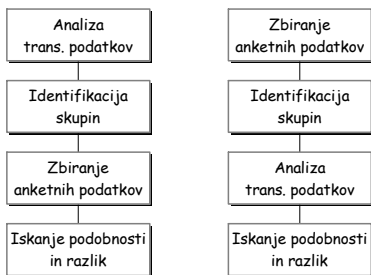 Analiza
trans. podatkov
Identifikacija
skupin
Zbiranje
anketnih podatkov
Iskanje podobnosti
in razlik
Zbiranje
anketnih podatkov
Identifikacija
skupin
Analiza
trans. podatkov
Iskanje podobnosti
in razlik